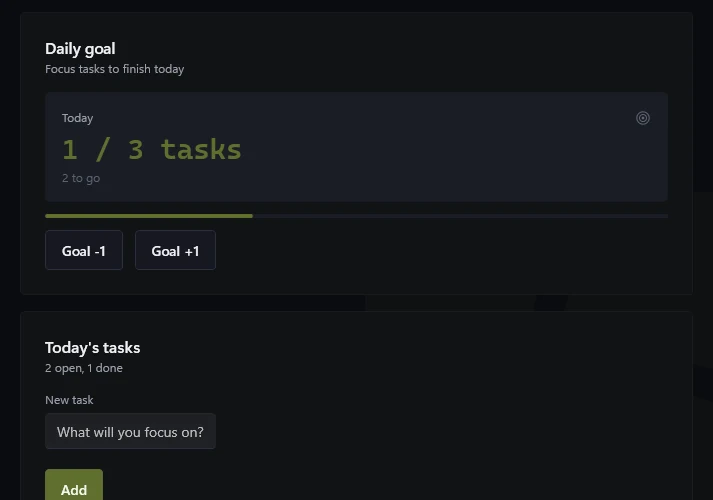 Daily goal
Focus tasks to finish today
Today
1 / 3 tasks
2 to go
Goal -1
Goal +1
Today's tasks
2 open, 1 done
New task
What will you focus on?
Add